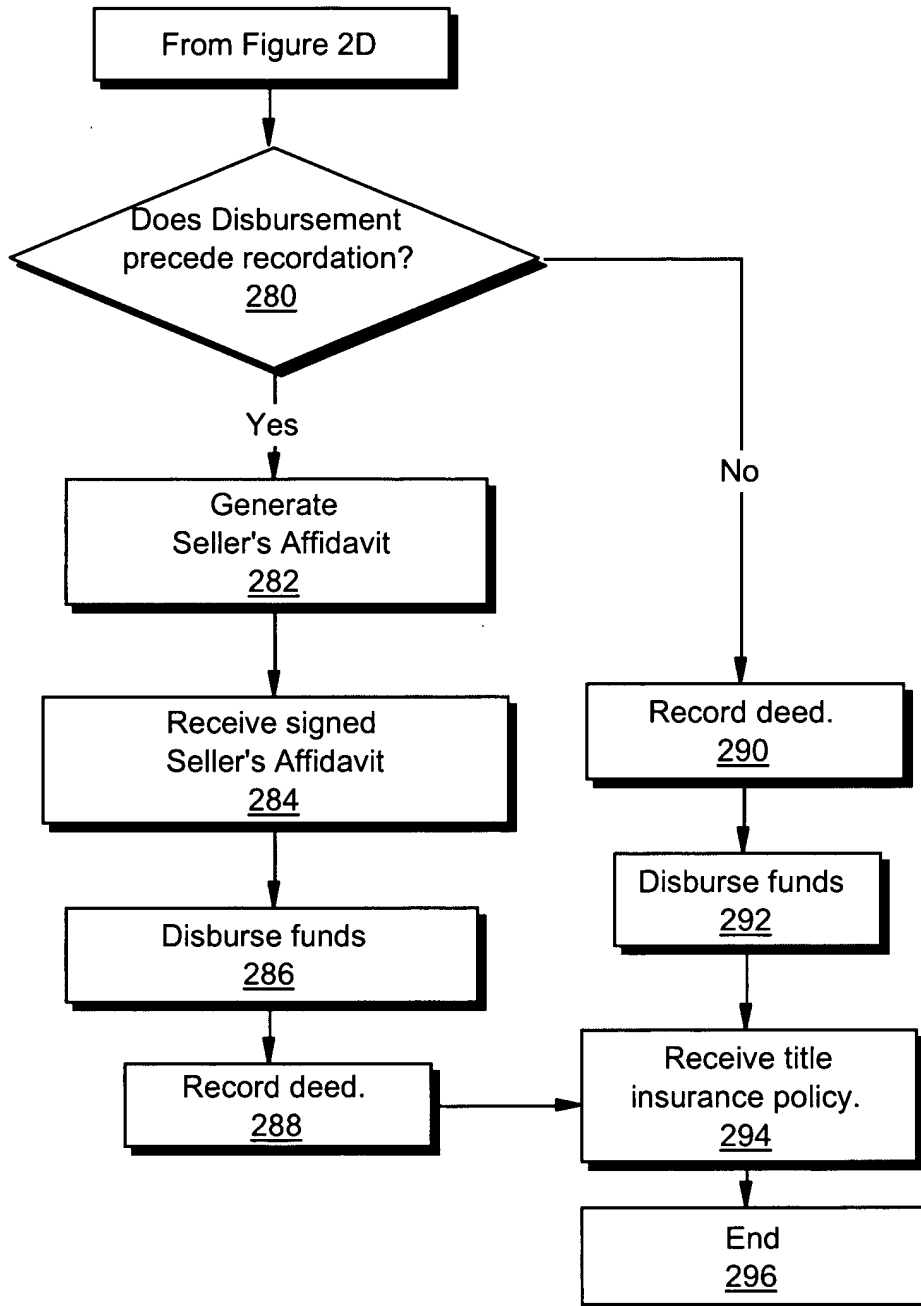 From Figure 2D
Does Disbursement
precede recordation?
280
Yes
No
Generate
Seller's Affidavit
282
Receive signed
Seller's Affidavit
284
Disburse funds
286
Record deed.
288
Record deed.
290
Disburse funds
292
Receive title
insurance policy.
294
End
296